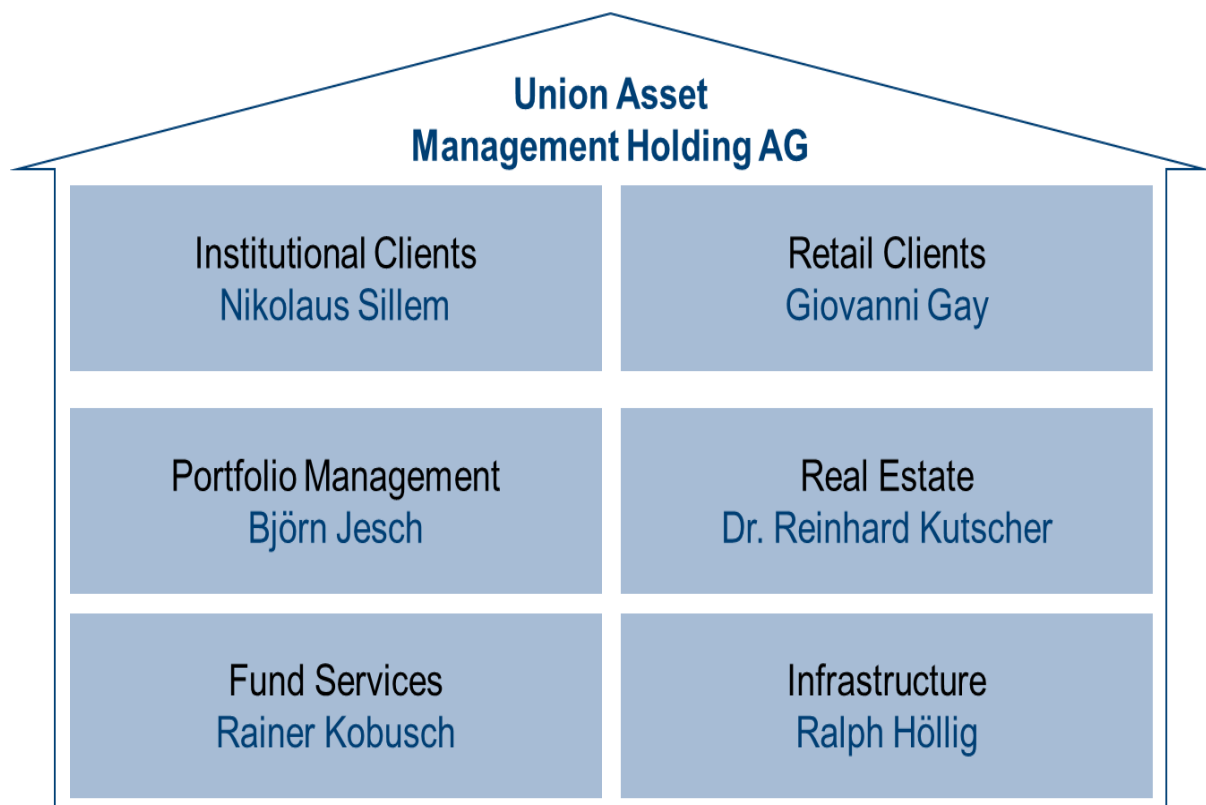 Union Asset
Management Holding AG
Institutional Clients
Nikolaus Sillem
Retail Clients
Giovanni Gay
Portfolio Management
Björn Jesch
Real Estate
Dr. Reinhard Kutscher
Fund Services
Rainer Kobusch
Infrastructure
Ralph Höllig